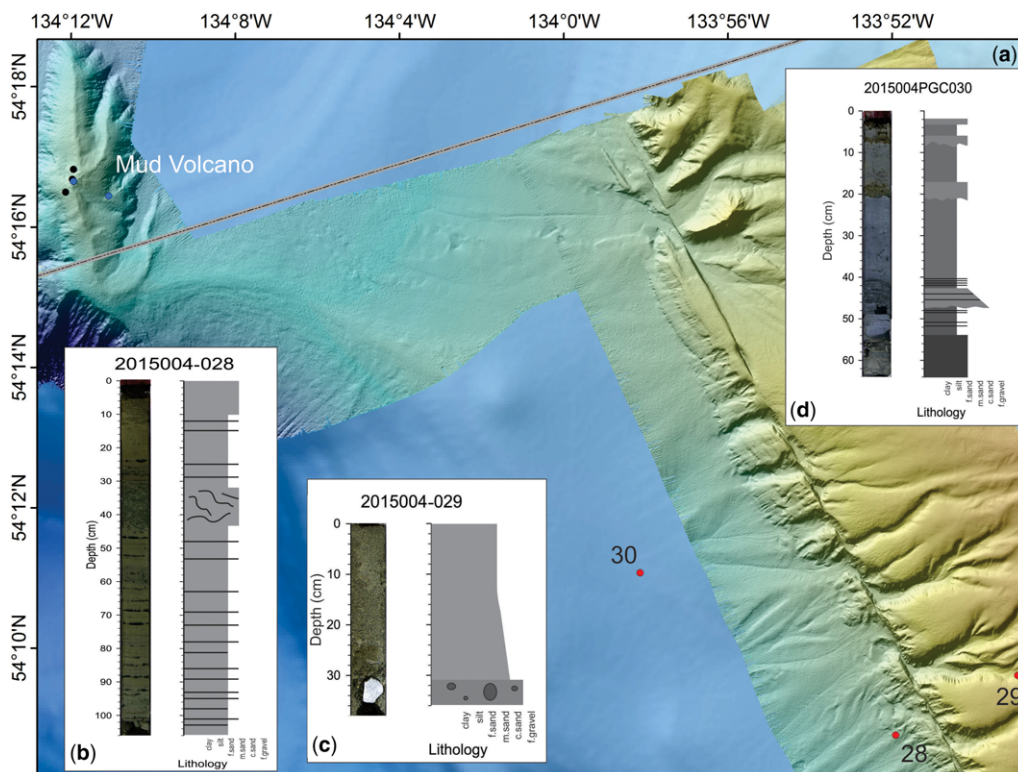 134°12'W 134°8'W 134°4'W 134°0'W 133°56'W 133°52'W
(a)
54°18'N
54°16'N
54°14'N
54°12'N
54°10'N
Mud Volcano
30
28
29
2015004PGC030
0
10
20
30
40
50
60
Depth (cm)
clay
silt
f.sand
m.sand
c.sand
f.gravel
Lithology
(d)
2015004-028
0
10
20
30
40
50
60
70
80
90
100
Depth (cm)
clay
silt
f.sand
m.sand
c.sand
f.gravel
Lithology
(b)
2015004-029
0
10
20
30
Depth (cm)
clay
silt
f.sand
m.sand
c.sand
f.gravel
Lithology
(c)